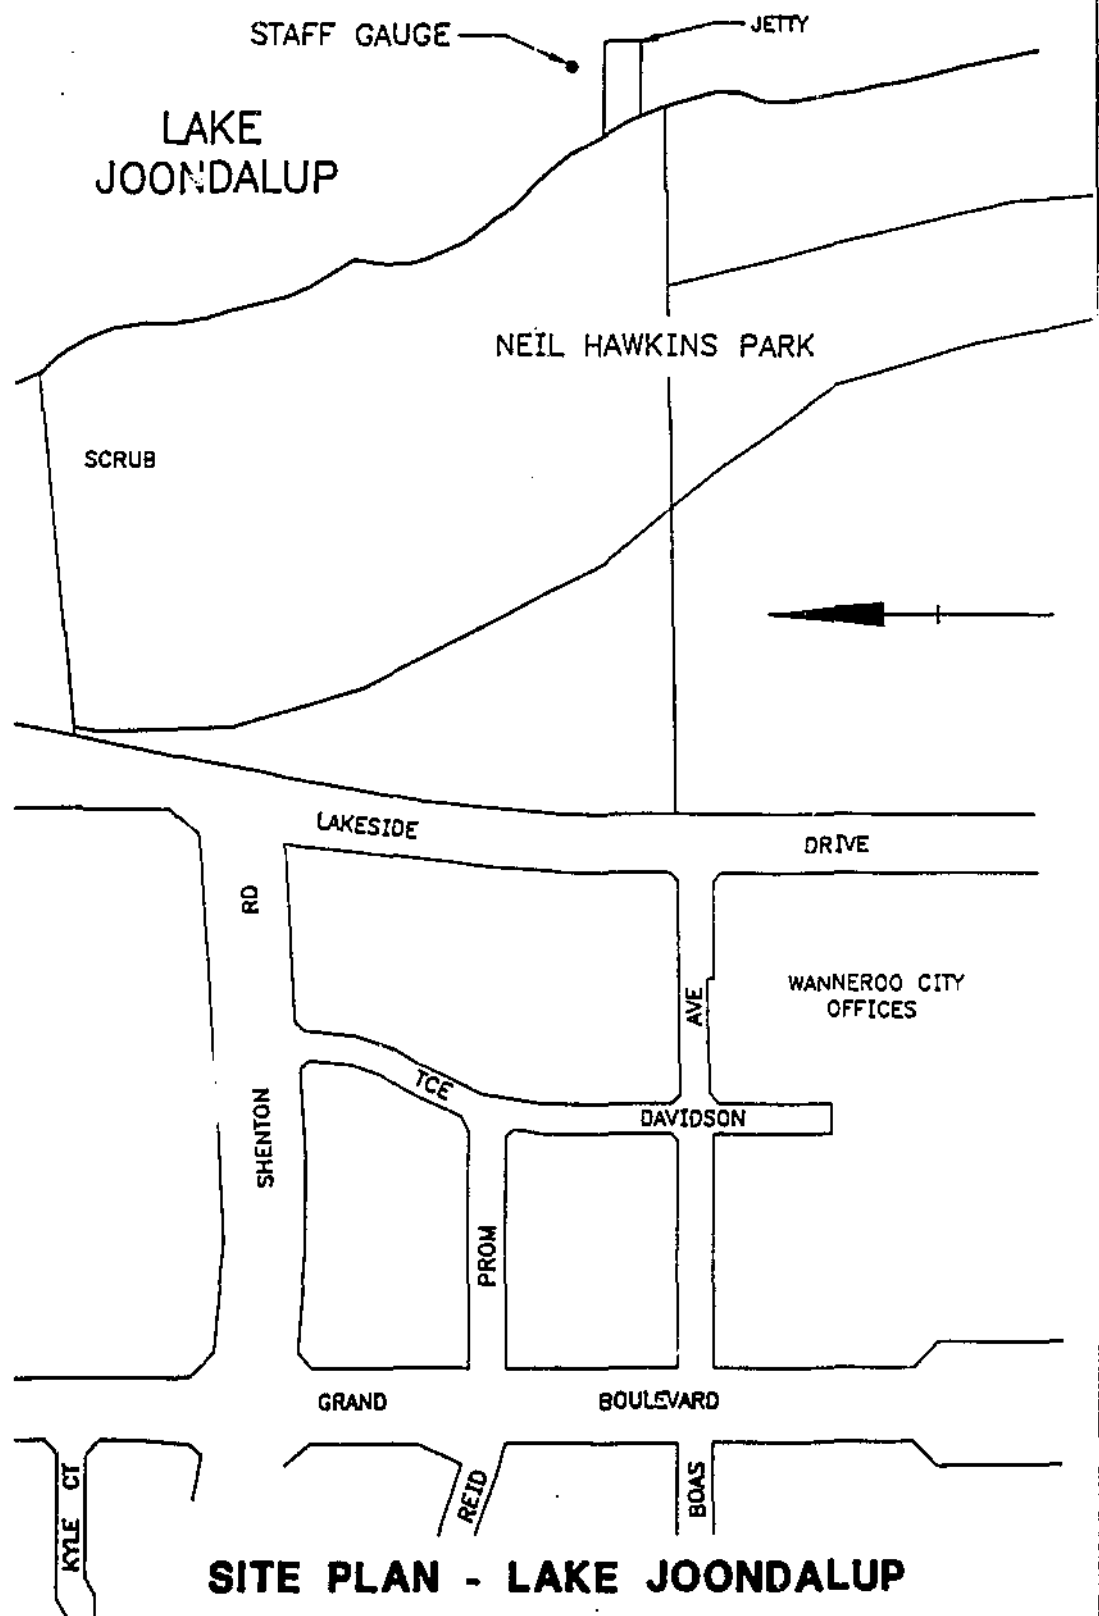 JETTY
STAFF GAUGE
LAKE
JOONDALUP
NEIL HAWKINS PARK
SCRUB
LAKESIDE
DRIVE
RD
WANNEROO CITY
OFFICES
AVE
TCE
DAVIDSON
SHENTON
PROM
GRAND
BOULEVARD
KYLE CT
REID
BOAS
SITE PLAN - LAKE JOONDALUP